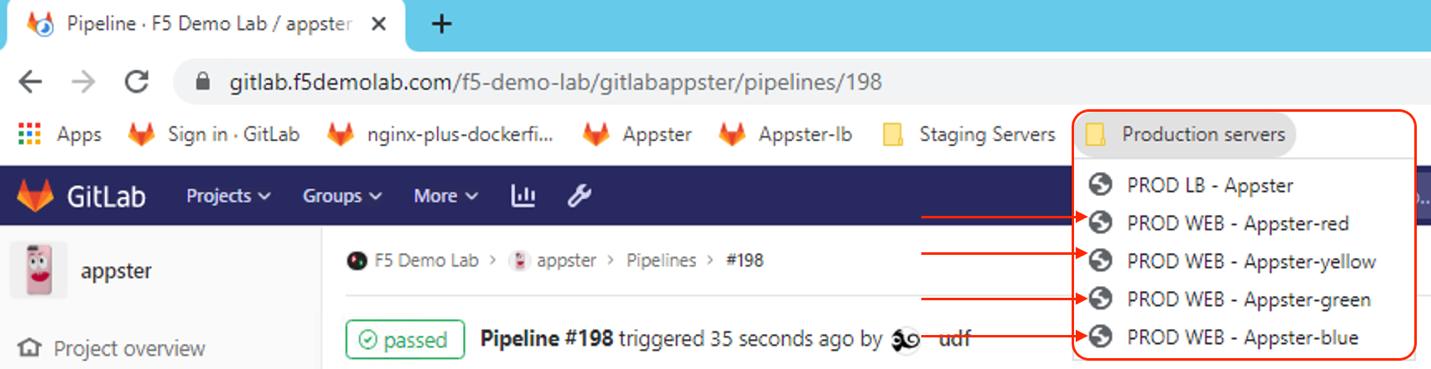 Pipeline · F5 Demo Lab / appster
gitlab.f5demolab.com/f5-demo-lab/gitlabappster/pipelines/198
Apps Sign in · GitLab nginx-plus-dockerfi... Appster Appster-lb Staging Servers Production servers
PROD LB - Appster
PROD WEB - Appster-red
PROD WEB - Appster-yellow
PROD WEB - Appster-green
PROD WEB - Appster-blue
GitLab Projects Groups More
appster
F5 Demo Lab > appster > Pipelines > #198
Project overview
passed Pipeline #198 triggered 35 seconds ago by udf